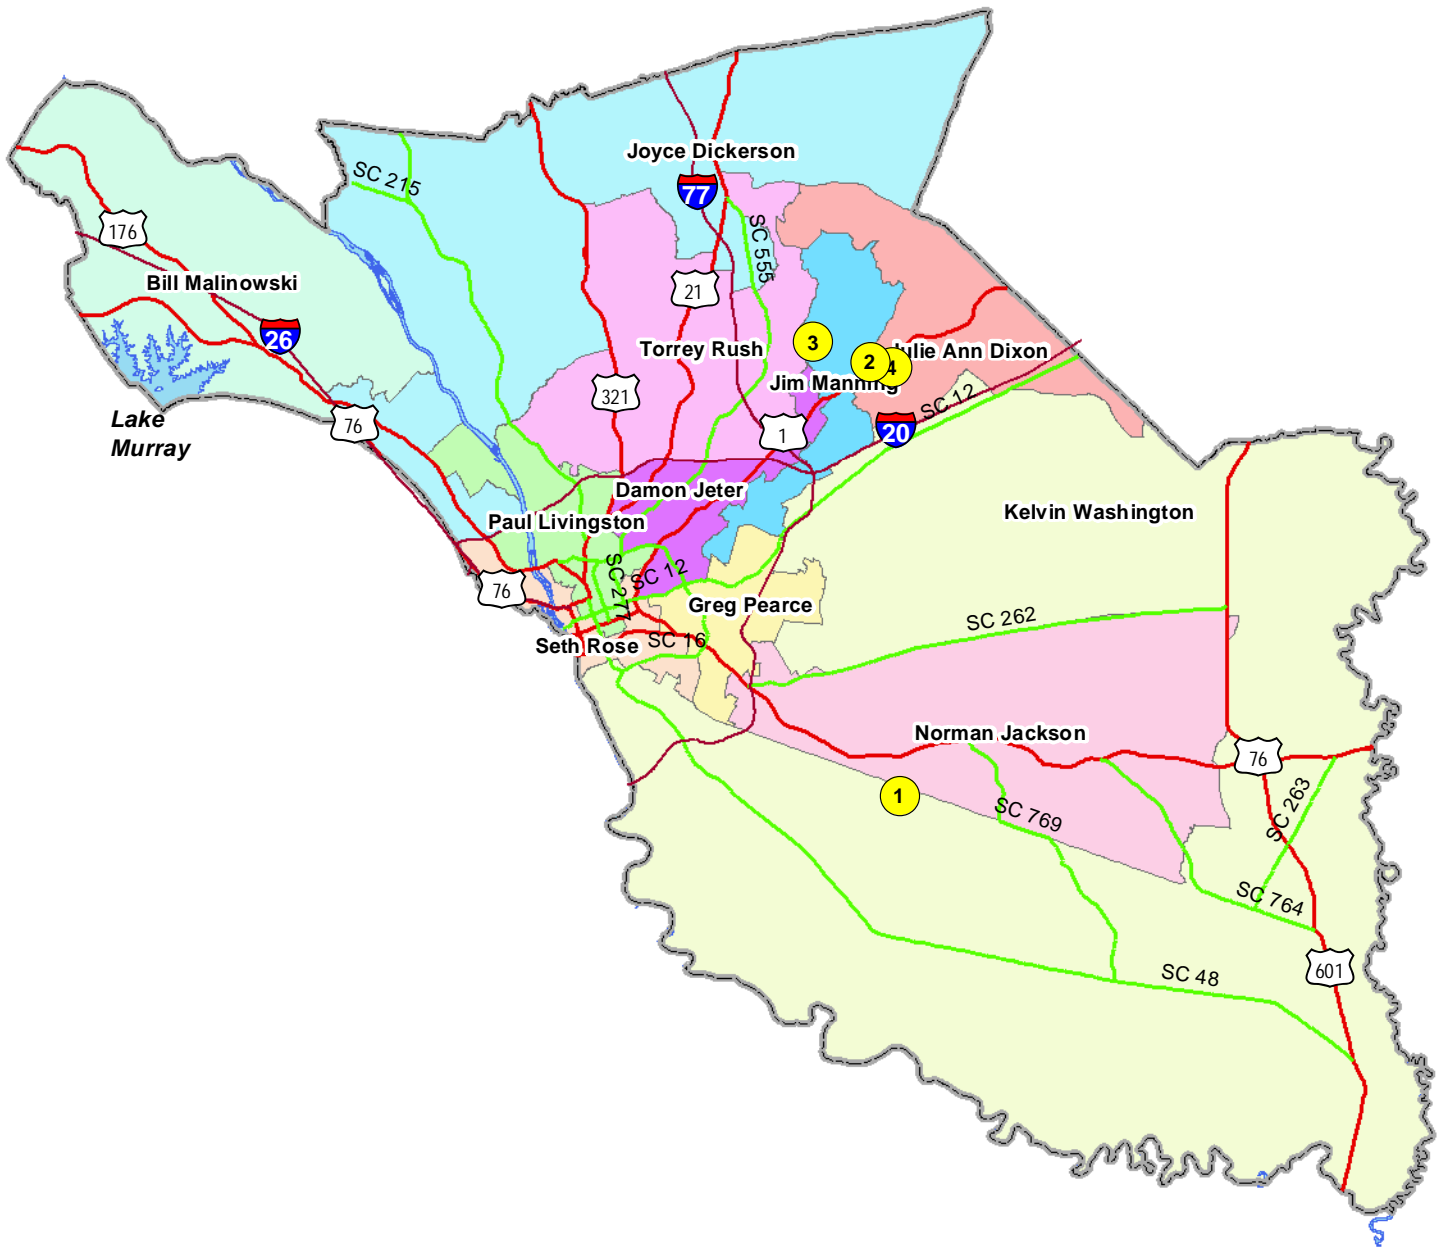 Joyce Dickerson
SC 215
77
176
SC 555
Bill Malinowski
21
26
3
Torrey Rush
2
4
Julie Ann Dixon
Jim Manning
321
SC 12
Lake
Murray
76
1
20
Damon Jeter
Kelvin Washington
Paul Livingston
SC 277
SC 12
76
Greg Pearce
SC 262
Seth Rose
SC 16
Norman Jackson
76
1
SC 769
SC 263
SC 764
601
SC 48